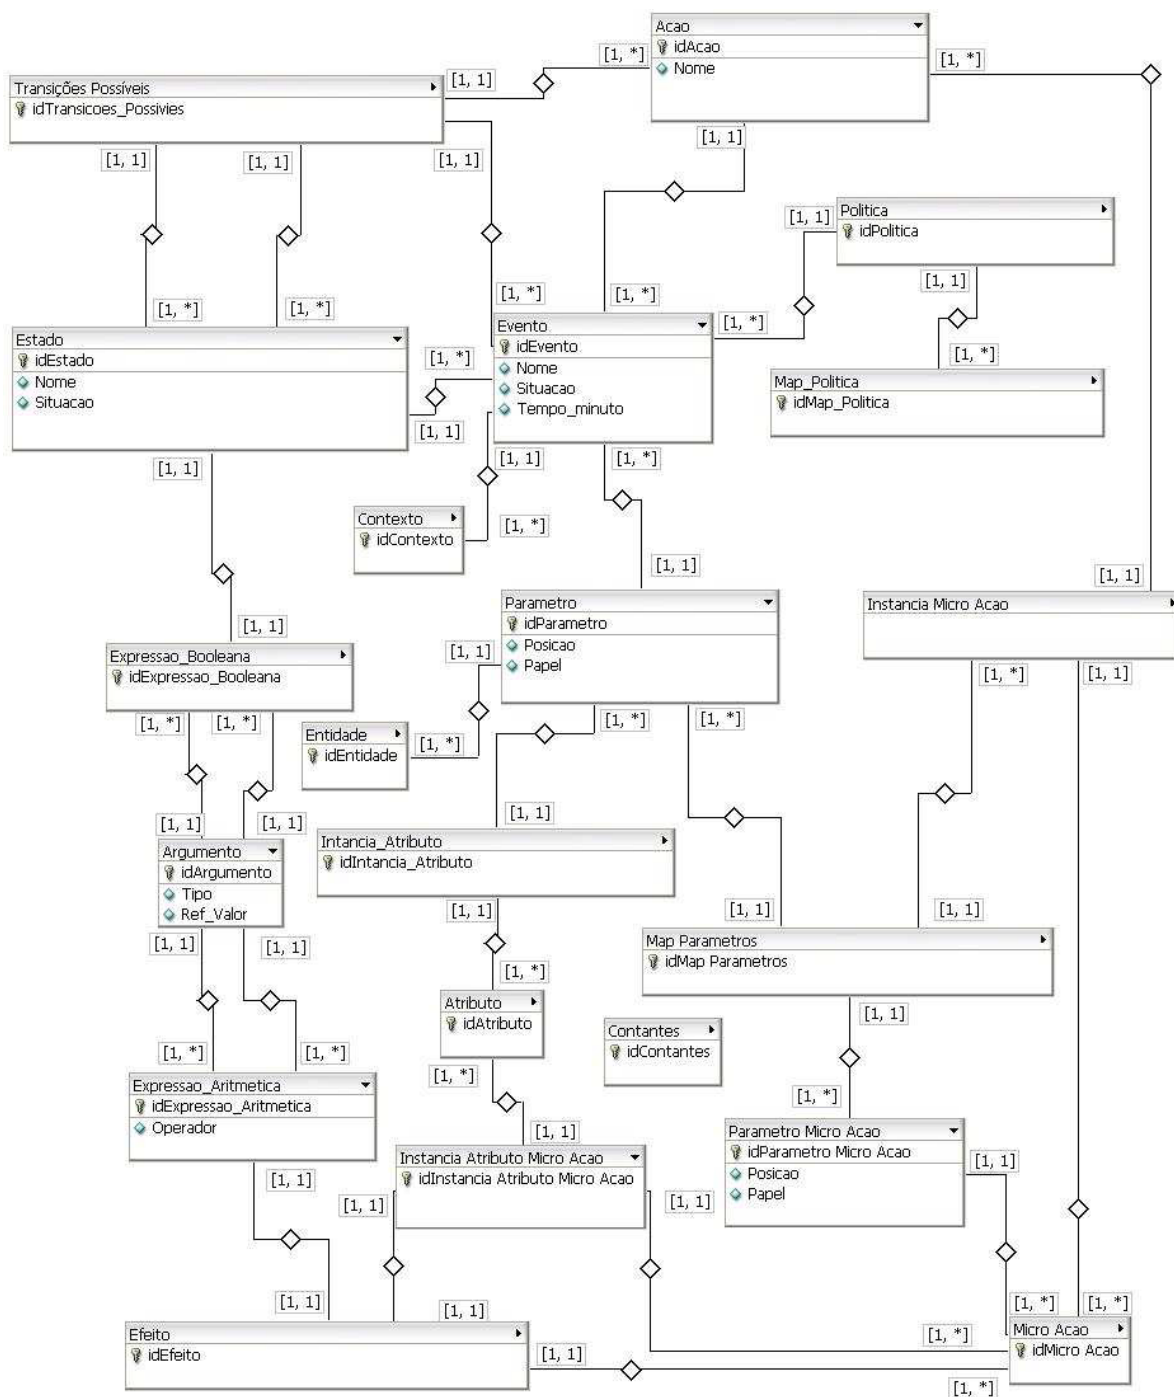 Acao
idAcao
Nome
[1, *]
[1, *]
[1, 1]
Transições Possíveis
idTransicoes_Possivies
[1, 1]
[1, 1]
[1, 1]
[1, 1]
Politica
idPolitica
[1, 1]
[1, 1]
[1, *]
[1, *]
[1, *]
[1, *]
Estado
idEstado
Nome
Situacao
Evento
idEvento
Nome
Situacao
Tempo_minuto
[1, *]
[1, *]
[1, *]
Map_Politica
idMap_Politica
[1, 1]
[1, 1]
[1, 1]
[1, *]
Contexto
idContexto
[1, *]
[1, 1]
[1, 1]
Parametro
idParametro
Posicao
Papel
Instancia Micro Acao
[1, 1]
Expressao_Booleana
idExpressao_Booleana
[1, 1]
[1, *]
[1, 1]
[1, *]
[1, *]
[1, *]
[1, *]
Entidade
idEntidade
[1, *]
[1, 1]
[1, 1]
[1, 1]
Argumento
idArgumento
Tipo
Ref_Valor
Intancia_Atributo
idIntancia_Atributo
[1, 1]
[1, 1]
[1, 1]
[1, 1]
[1, 1]
Map Parametros
idMap Parametros
[1, *]
Atributo
idAtributo
Contantes
idContantes
[1, 1]
[1, *]
[1, *]
[1, *]
Expressao_Aritmetica
idExpressao_Aritmetica
Operador
[1, *]
Parametro Micro Acao
idParametro Micro Acao
Posicao
Papel
[1, 1]
[1, 1]
Instancia Atributo Micro Acao
idInstancia Atributo Micro Acao
[1, 1]
[1, 1]
[1, 1]
[1, 1]
[1, 1]
[1, *]
[1, *]
Efeito
idEfeito
[1, 1]
[1, *]
Micro Acao
idMicro Acao
[1, *]